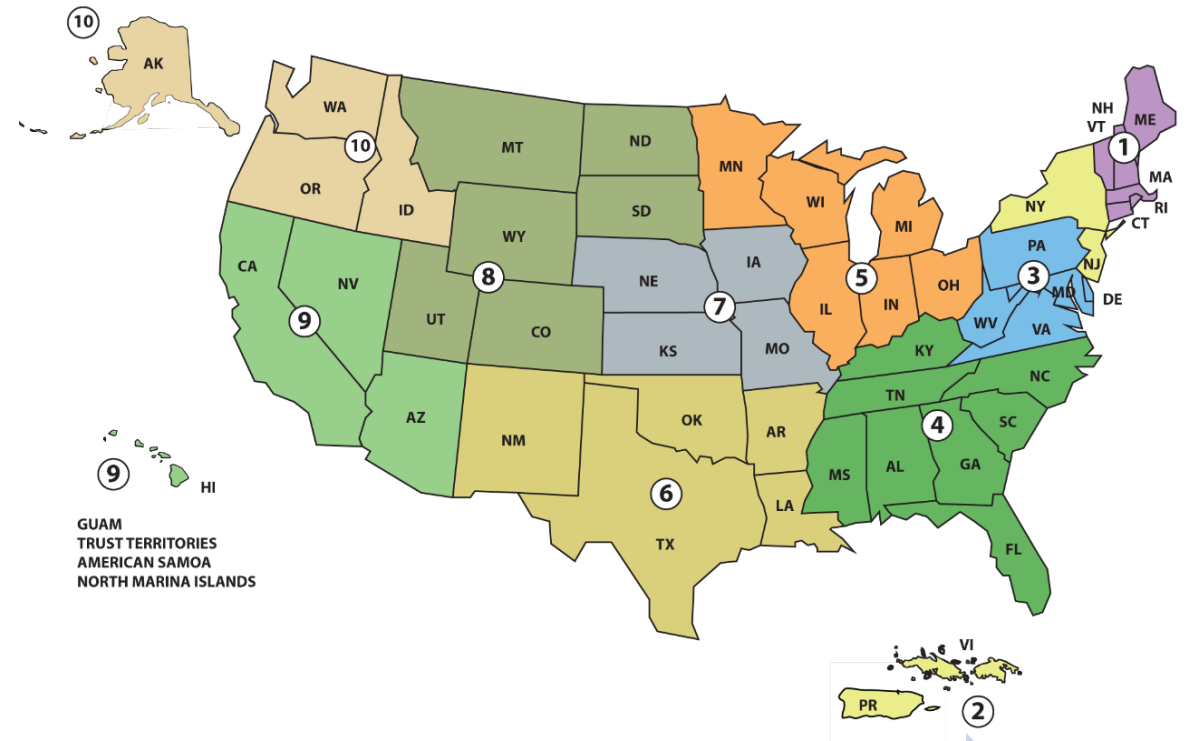 10
AK
WA
10
OR
ID
MT
ND
MN
SD
WY
8
WI
MI
5
NH
VT
ME
1
MA
RI
CT
NY
PA
NJ
3
MD
DE
WV
VA
CA
NV
9
UT
CO
NE
IA
7
KS
MO
IL
IN
OH
KY
TN
NC
4
SC
MS
AL
GA
FL
AZ
NM
OK
AR
6
TX
LA
9
HI
GUAM
TRUST TERRITORIES
AMERICAN SAMOA
NORTH MARINA ISLANDS
VI
PR
2